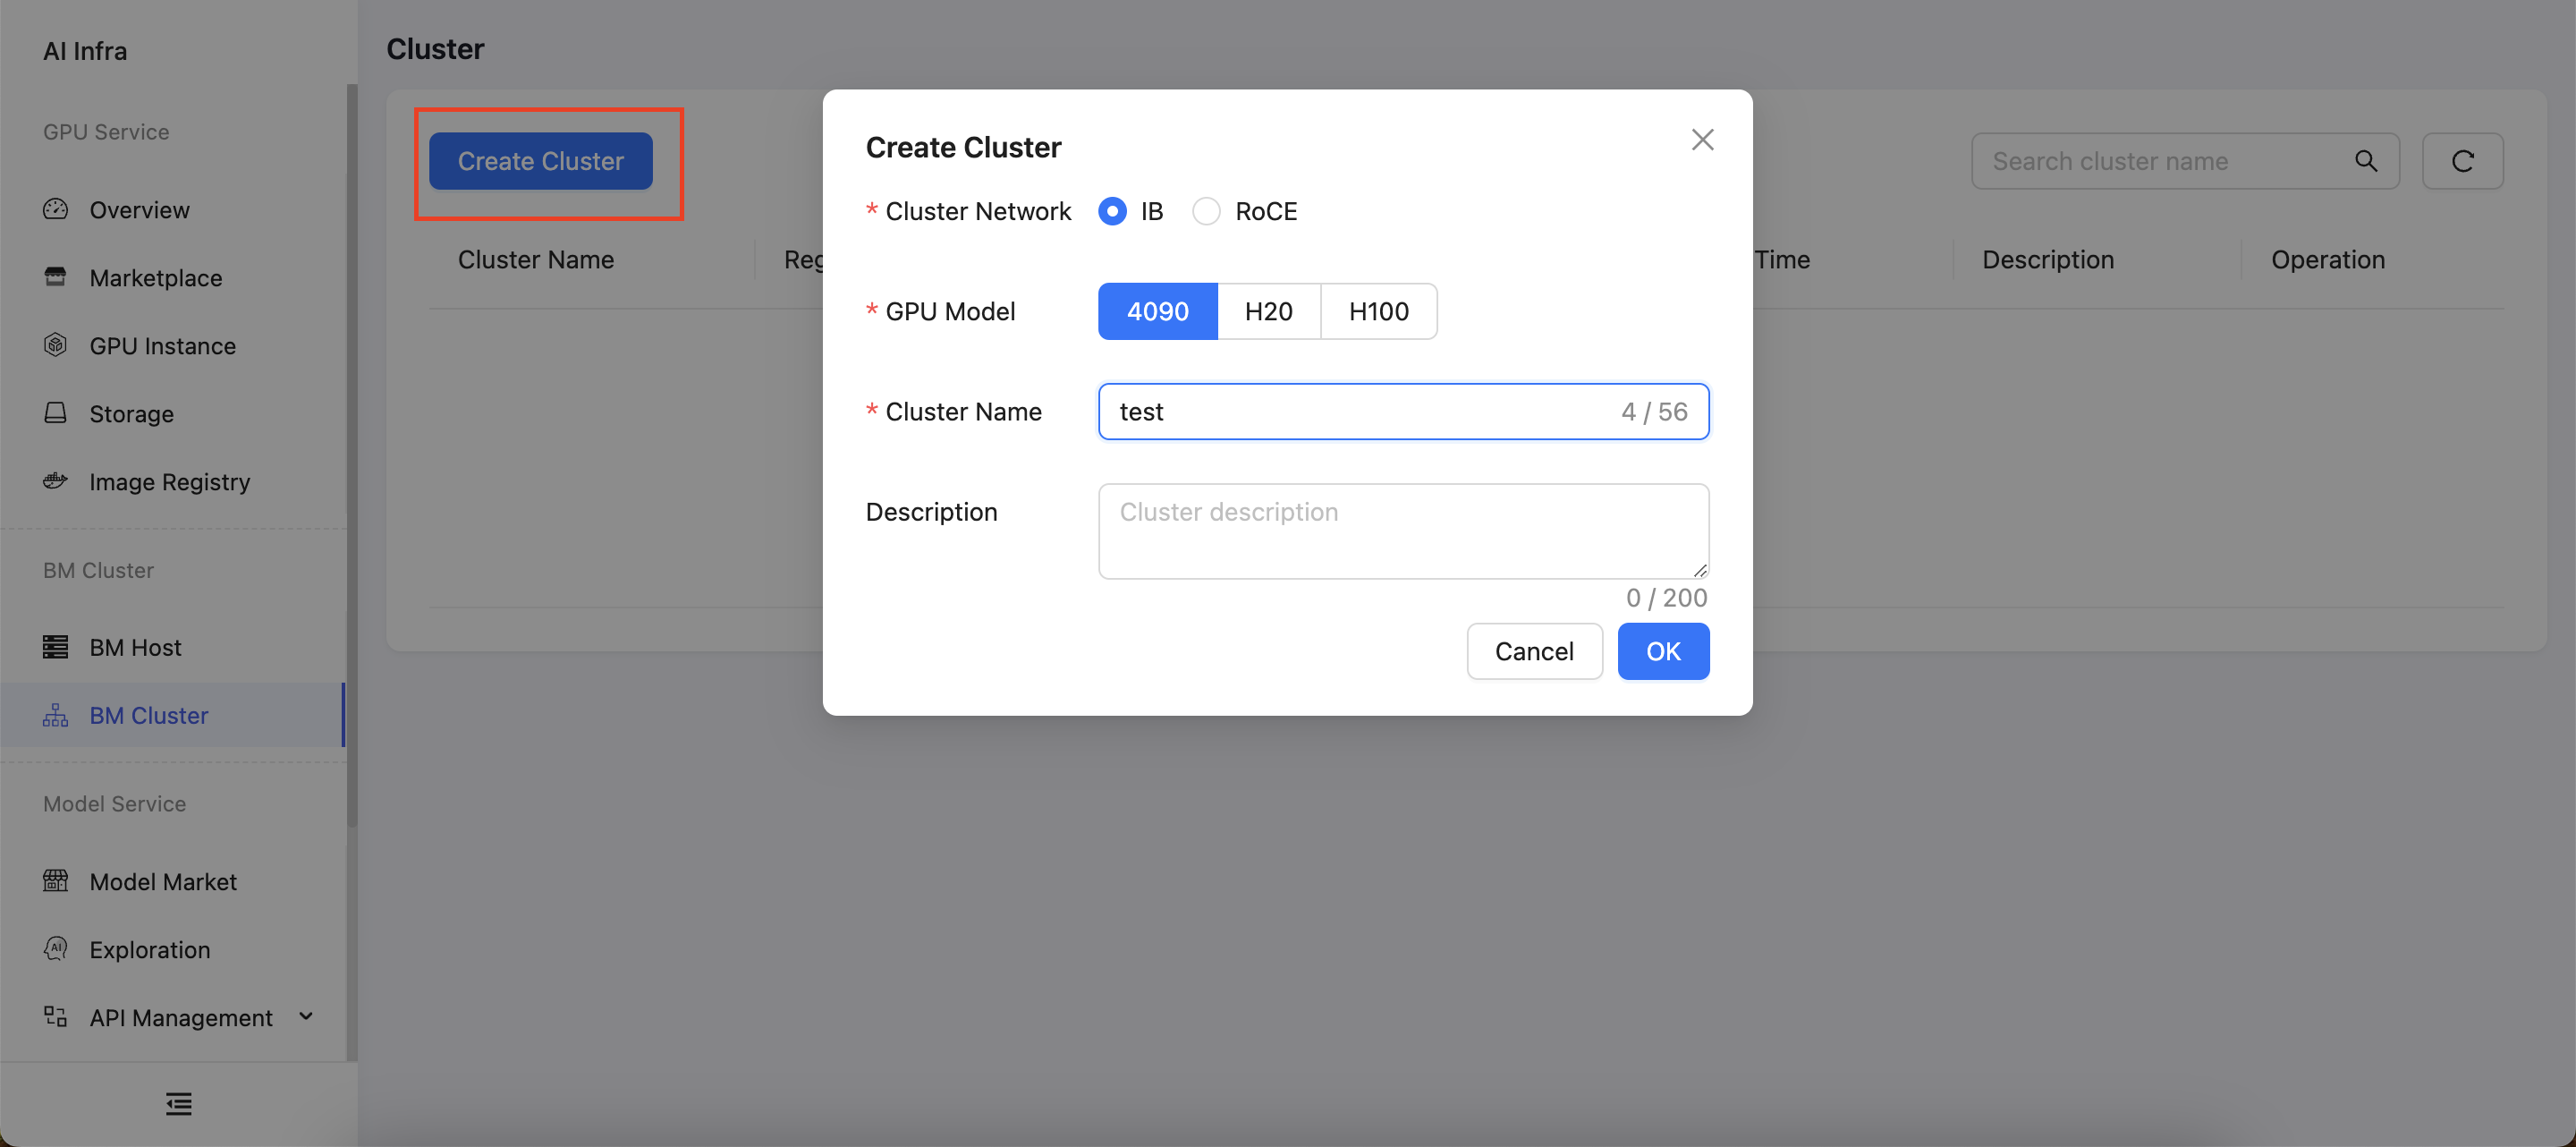 AI Infra
GPU Service
Overview
Marketplace
GPU Instance
Storage
Image Registry
BM Cluster
BM Host
BM Cluster
Model Service
Model Market
AI
Exploration
API Management
Cluster
Create Cluster
Search cluster name
Cluster Name
Reg
Time
Description
Operation
Create Cluster
* Cluster Network IB RoCE
* GPU Model 4090 H20 H100
* Cluster Name test 4 / 56
Description Cluster description
0 / 200
Cancel OK